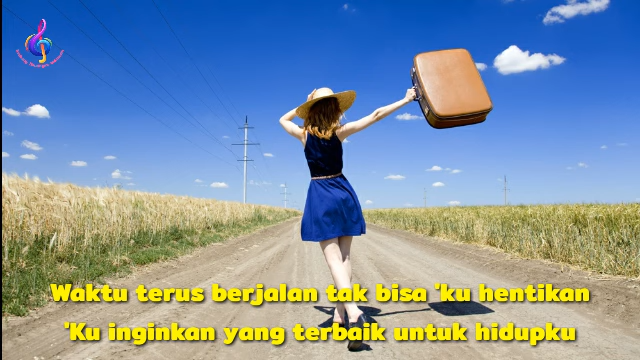 Waktu terus berjalan tak bisa 'ku hentikan
'Ku inginkan yang terbaik untuk hidupku